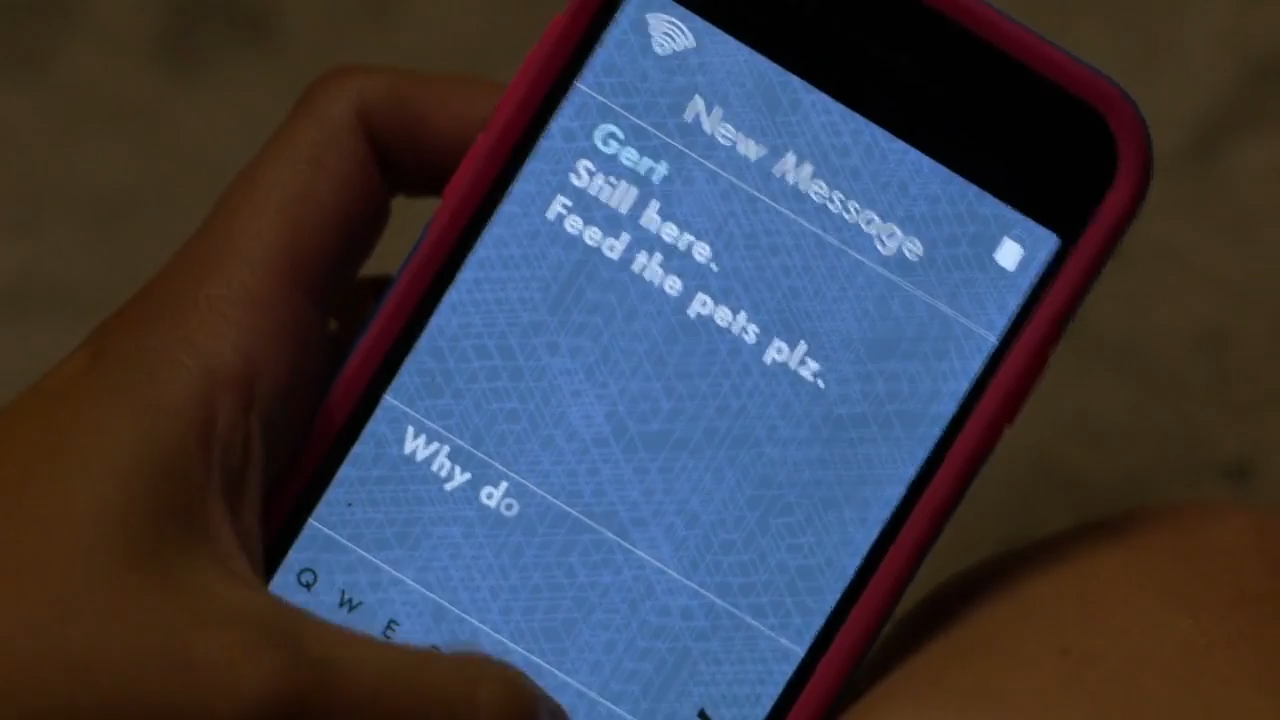 New Message
Gert
Still here.
Feed the pets plz.
Why do
Q W E